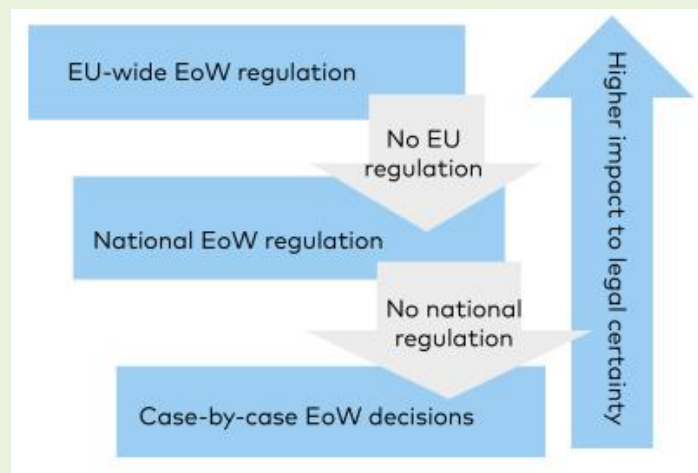 EU-wide EoW regulation
No EU
regulation
National EoW regulation
No national
regulation
Case-by-case EoW decisions
Higher impact to legal certainty